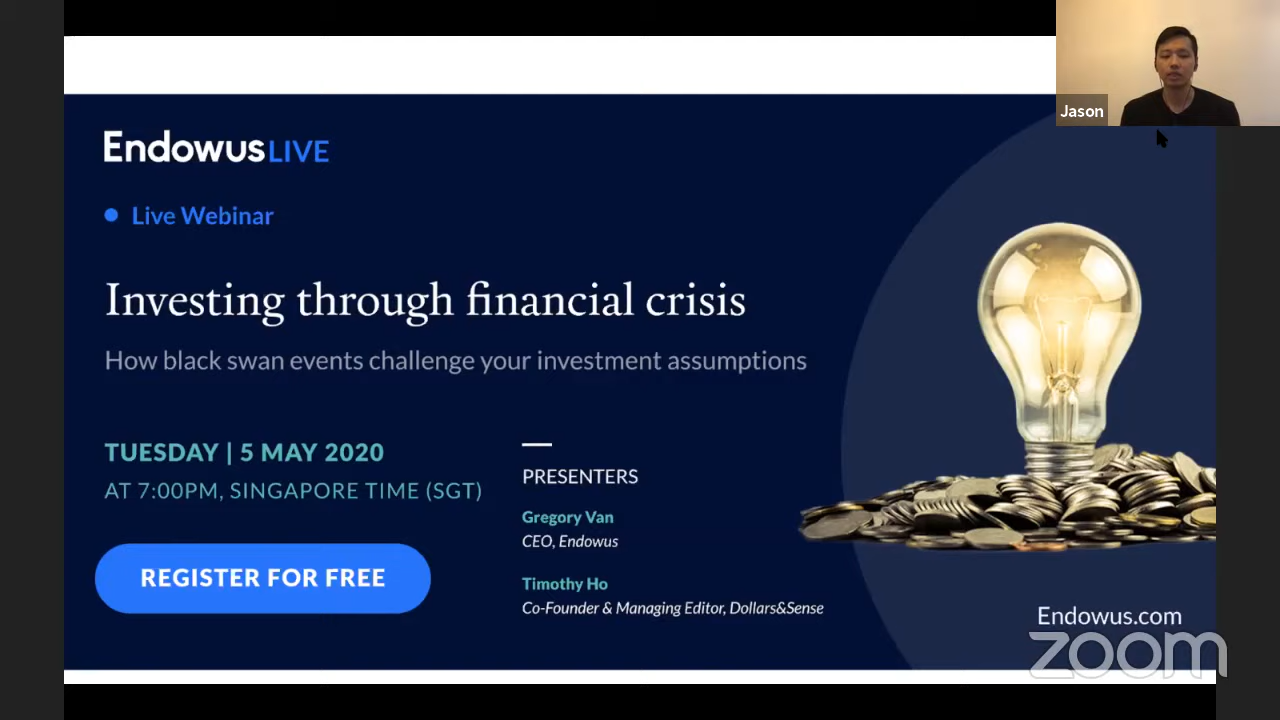 Jason
Endowus LIVE
Live Webinar
Investing through financial crisis
How black swan events challenge your investment assumptions
TUESDAY | 5 MAY 2020
AT 7:00PM, SINGAPORE TIME (SGT)
REGISTER FOR FREE
PRESENTERS
Gregory Van
CEO, Endowus
Timothy Ho
Co-Founder & Managing Editor, Dollars&Sense
Endowus.com
zoom